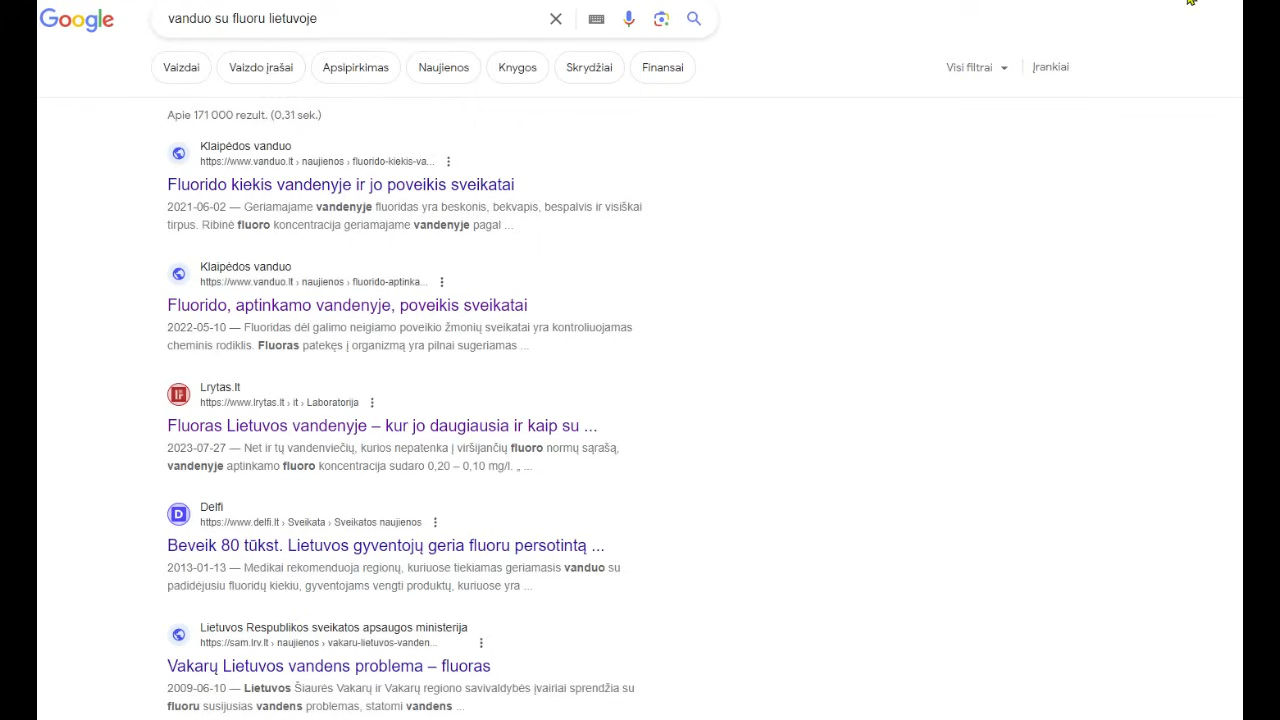 Google
vanduo su fluoru lietuvoje
Vaizdai
Vaizdo įrašai
Apsipirkimas
Naujienos
Knygos
Skrydžiai
Finansai
Visi filtrai
Įrankiai
Apie 171 000 rezult. (0,31 sek.)
Klaipėdos vanduo
https://www.vanduo.lt › naujienos › fluorido-kiekis-va...
Fluorido kiekis vandenyje ir jo poveikis sveikatai
2021-06-02 — Geriamajame vandenyje fluoridas yra beskonis, bekvapis, bespalvis ir visiškai
tirpus. Ribinė fluoro koncentracija geriamajame vandenyje pagal ...
Klaipėdos vanduo
https://www.vanduo.lt › naujienos › fluorido-aptinka...
Fluorido, aptinkamo vandenyje, poveikis sveikatai
2022-05-10 — Fluoridas dėl galimo neigiamo poveikio žmonių sveikatai yra kontroliuojamas
cheminis rodiklis. Fluoras patekęs į organizmą yra pilnai sugeriamas ...
Lrytas.lt
https://www.lrytas.lt › it › Laboratorija
Fluoras Lietuvos vandenyje – kur jo daugiausia ir kaip su ...
2023-07-27 — Net ir tų vandenviečių, kurios nepatenka į viršijančių fluoro normų sąrašą,
vandenyje aptinkamo fluoro koncentracija sudaro 0,20 – 0,10 mg/l. „ ...
Delfi
D
https://www.delfi.lt › Sveikata › Sveikatos naujienos
Beveik 80 tūkst. Lietuvos gyventojų geria fluoru persotintą ...
2013-01-13 — Medikai rekomenduoja regionų, kuriuose tiekiamas geriamasis vanduo su
padidėjusiu fluoridų kiekiu, gyventojams vengti produktų, kuriuose yra ...
Lietuvos Respublikos sveikatos apsaugos ministerija
https://sam.lrv.lt › naujienos › vakaru-lietuvos-vanden...
Vakarų Lietuvos vandens problema – fluoras
2009-06-10 — Lietuvos Šiaurės Vakarų ir Vakarų regiono savivaldybės įvairiai sprendžia su
fluoru susijusias vandens problemas, statomi vandens ...